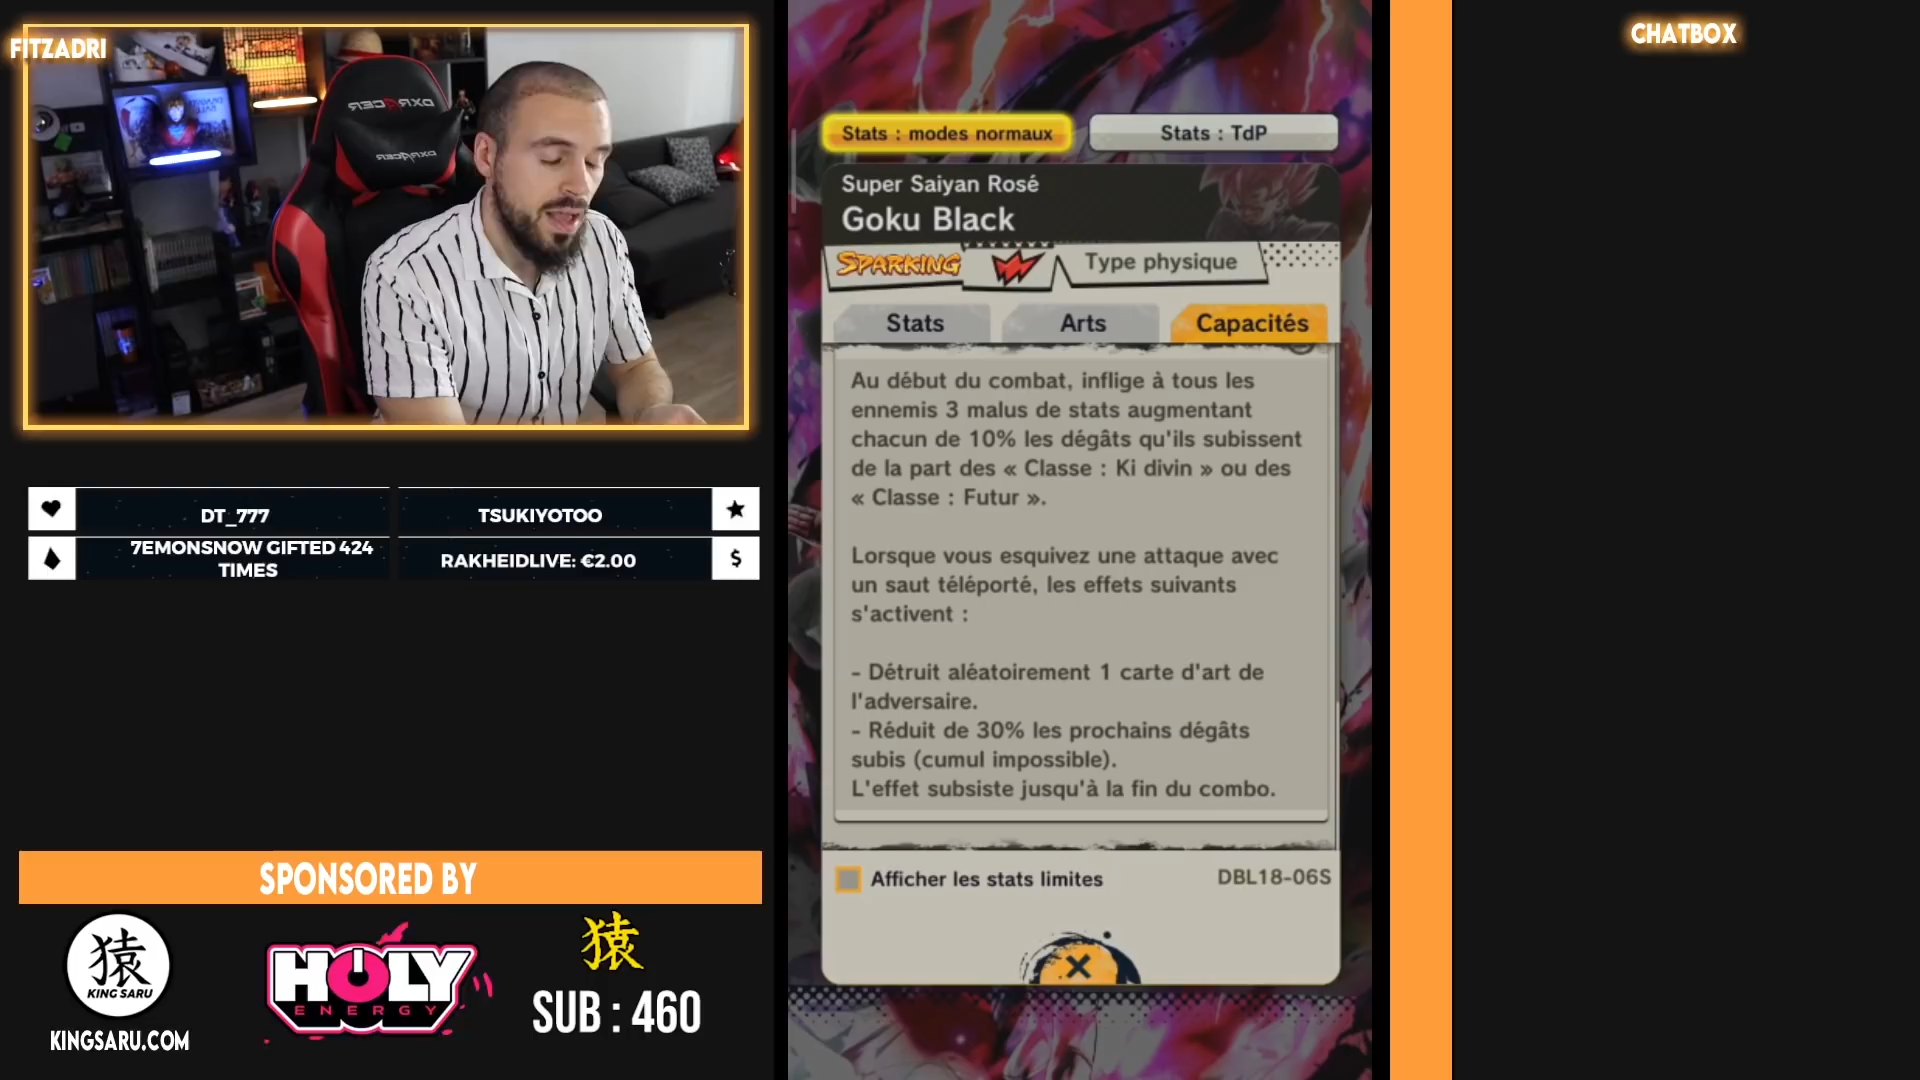 FITZADRI
DXRACER
DXRACER
DT_777
TSUKIYOTOO
7EMONSNOW GIFTED 424
TIMES
RAKHEIDLIVE: €2.00
$
SPONSORED BY
猿
KING SARU
KINGSARU.COM
HOLY
ENERGY
猿
SUB : 460
Stats : modes normaux
Stats : TdP
Super Saiyan Rosé
Goku Black
SPARKING
Type physique
Stats
Arts
Capacités
Au début du combat, inflige à tous les
ennemis 3 malus de stats augmentant
chacun de 10% les dégâts qu'ils subissent
de la part des « Classe : Ki divin » ou des
« Classe : Futur ».
Lorsque vous esquivez une attaque avec
un saut téléporté, les effets suivants
s'activent :
- Détruit aléatoirement 1 carte d'art de
l'adversaire.
- Réduit de 30% les prochains dégâts
subis (cumul impossible).
L'effet subsiste jusqu'à la fin du combo.
Afficher les stats limites
DBL18-06S
CHATBOX